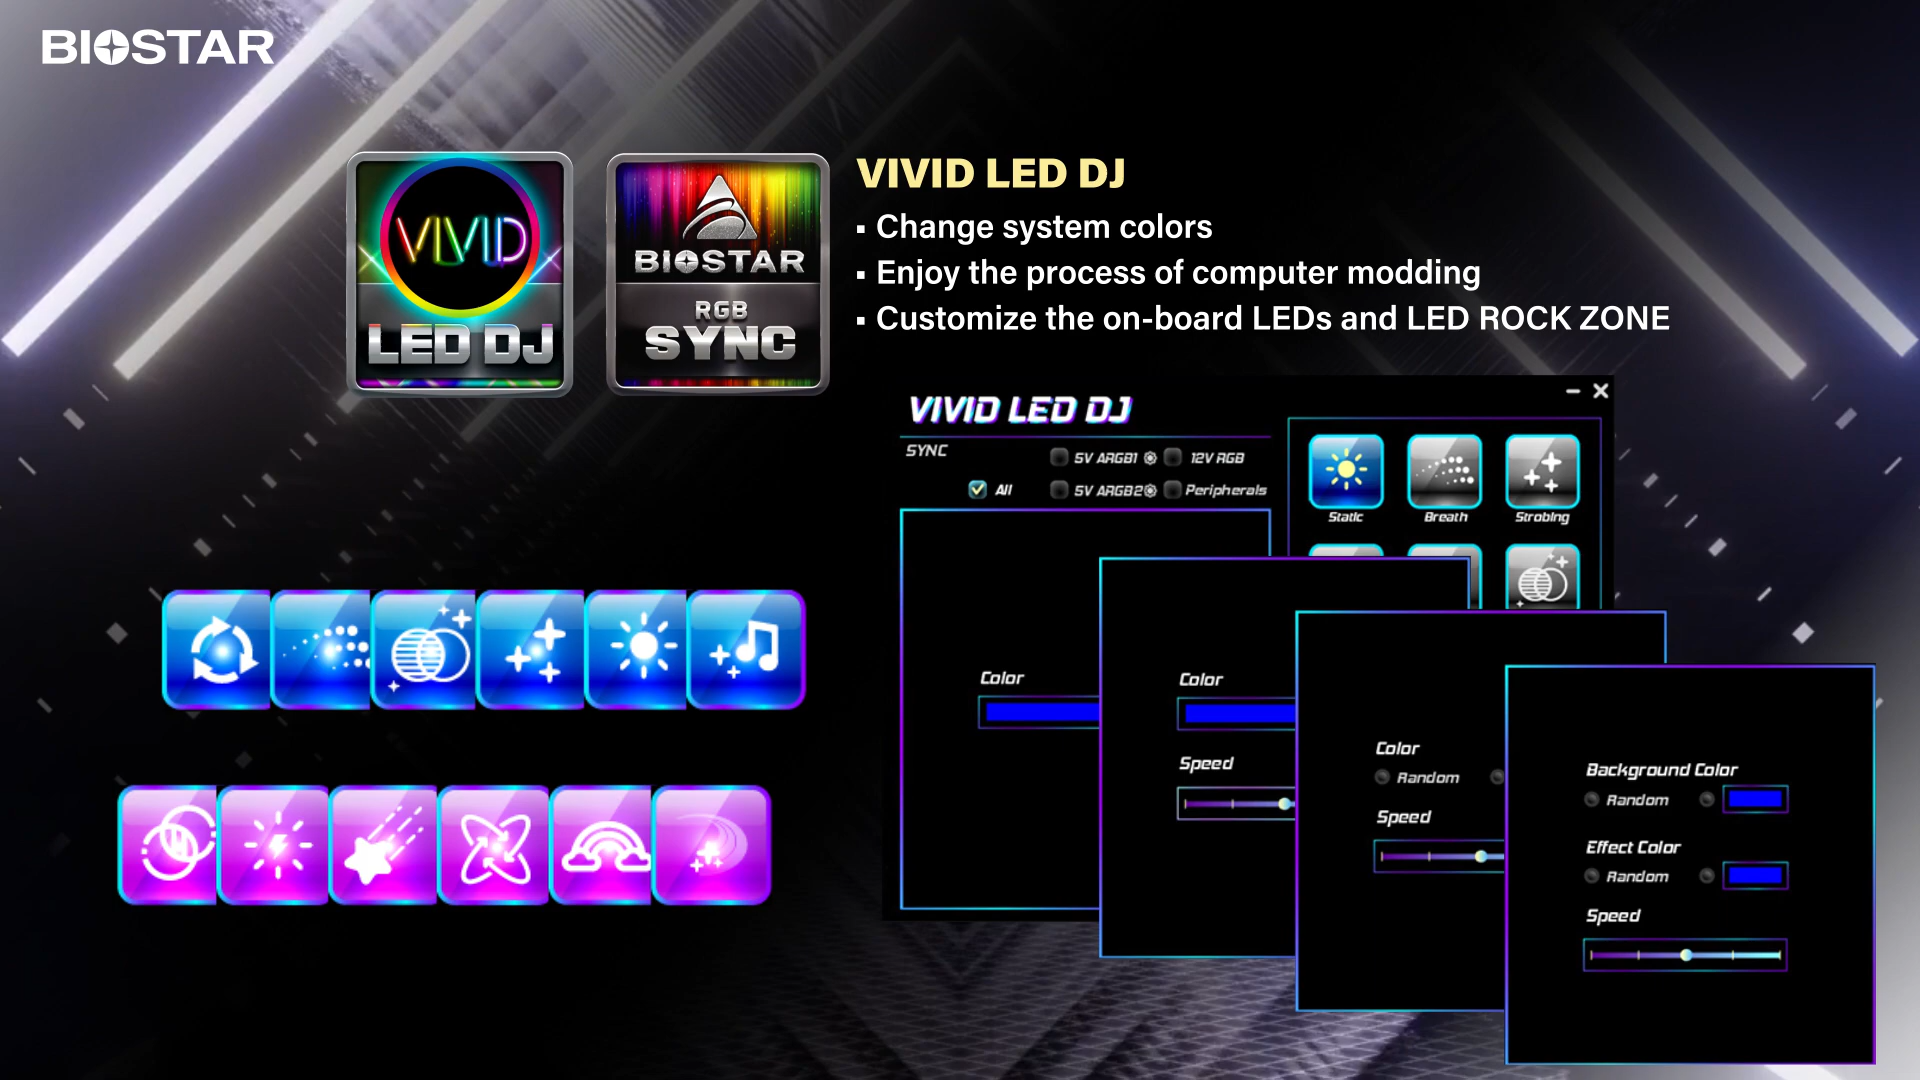 BIOSTAR
VIVID
LED DJ
BIOSTAR
RGB
SYNC
VIVID LED DJ
▪ Change system colors
▪ Enjoy the process of computer modding
▪ Customize the on-board LEDs and LED ROCK ZONE
VIVID LED DJ
SYNC
5V ARGB1
12V RGB
All
5V ARGB2
Peripherals
Static
Breath
Strobing
Color
Color
Speed
Color
Random
Speed
Background Color
Random
Effect Color
Random
Speed